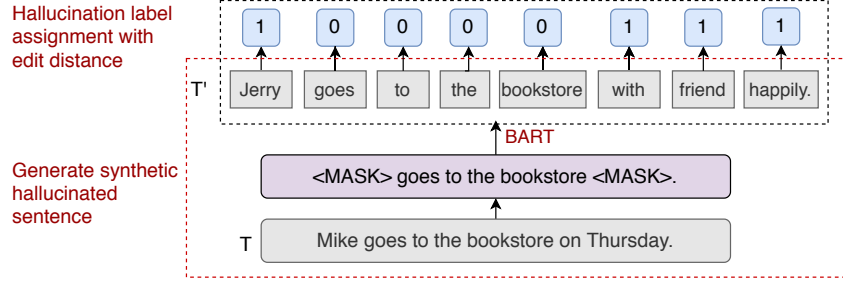 Hallucination label
assignment with
edit distance
1 0 0 0 0 1 1 1
T' Jerry goes to the bookstore with friend happily.
BART
Generate synthetic
hallucinated
sentence
<MASK> goes to the bookstore <MASK>.
T Mike goes to the bookstore on Thursday.